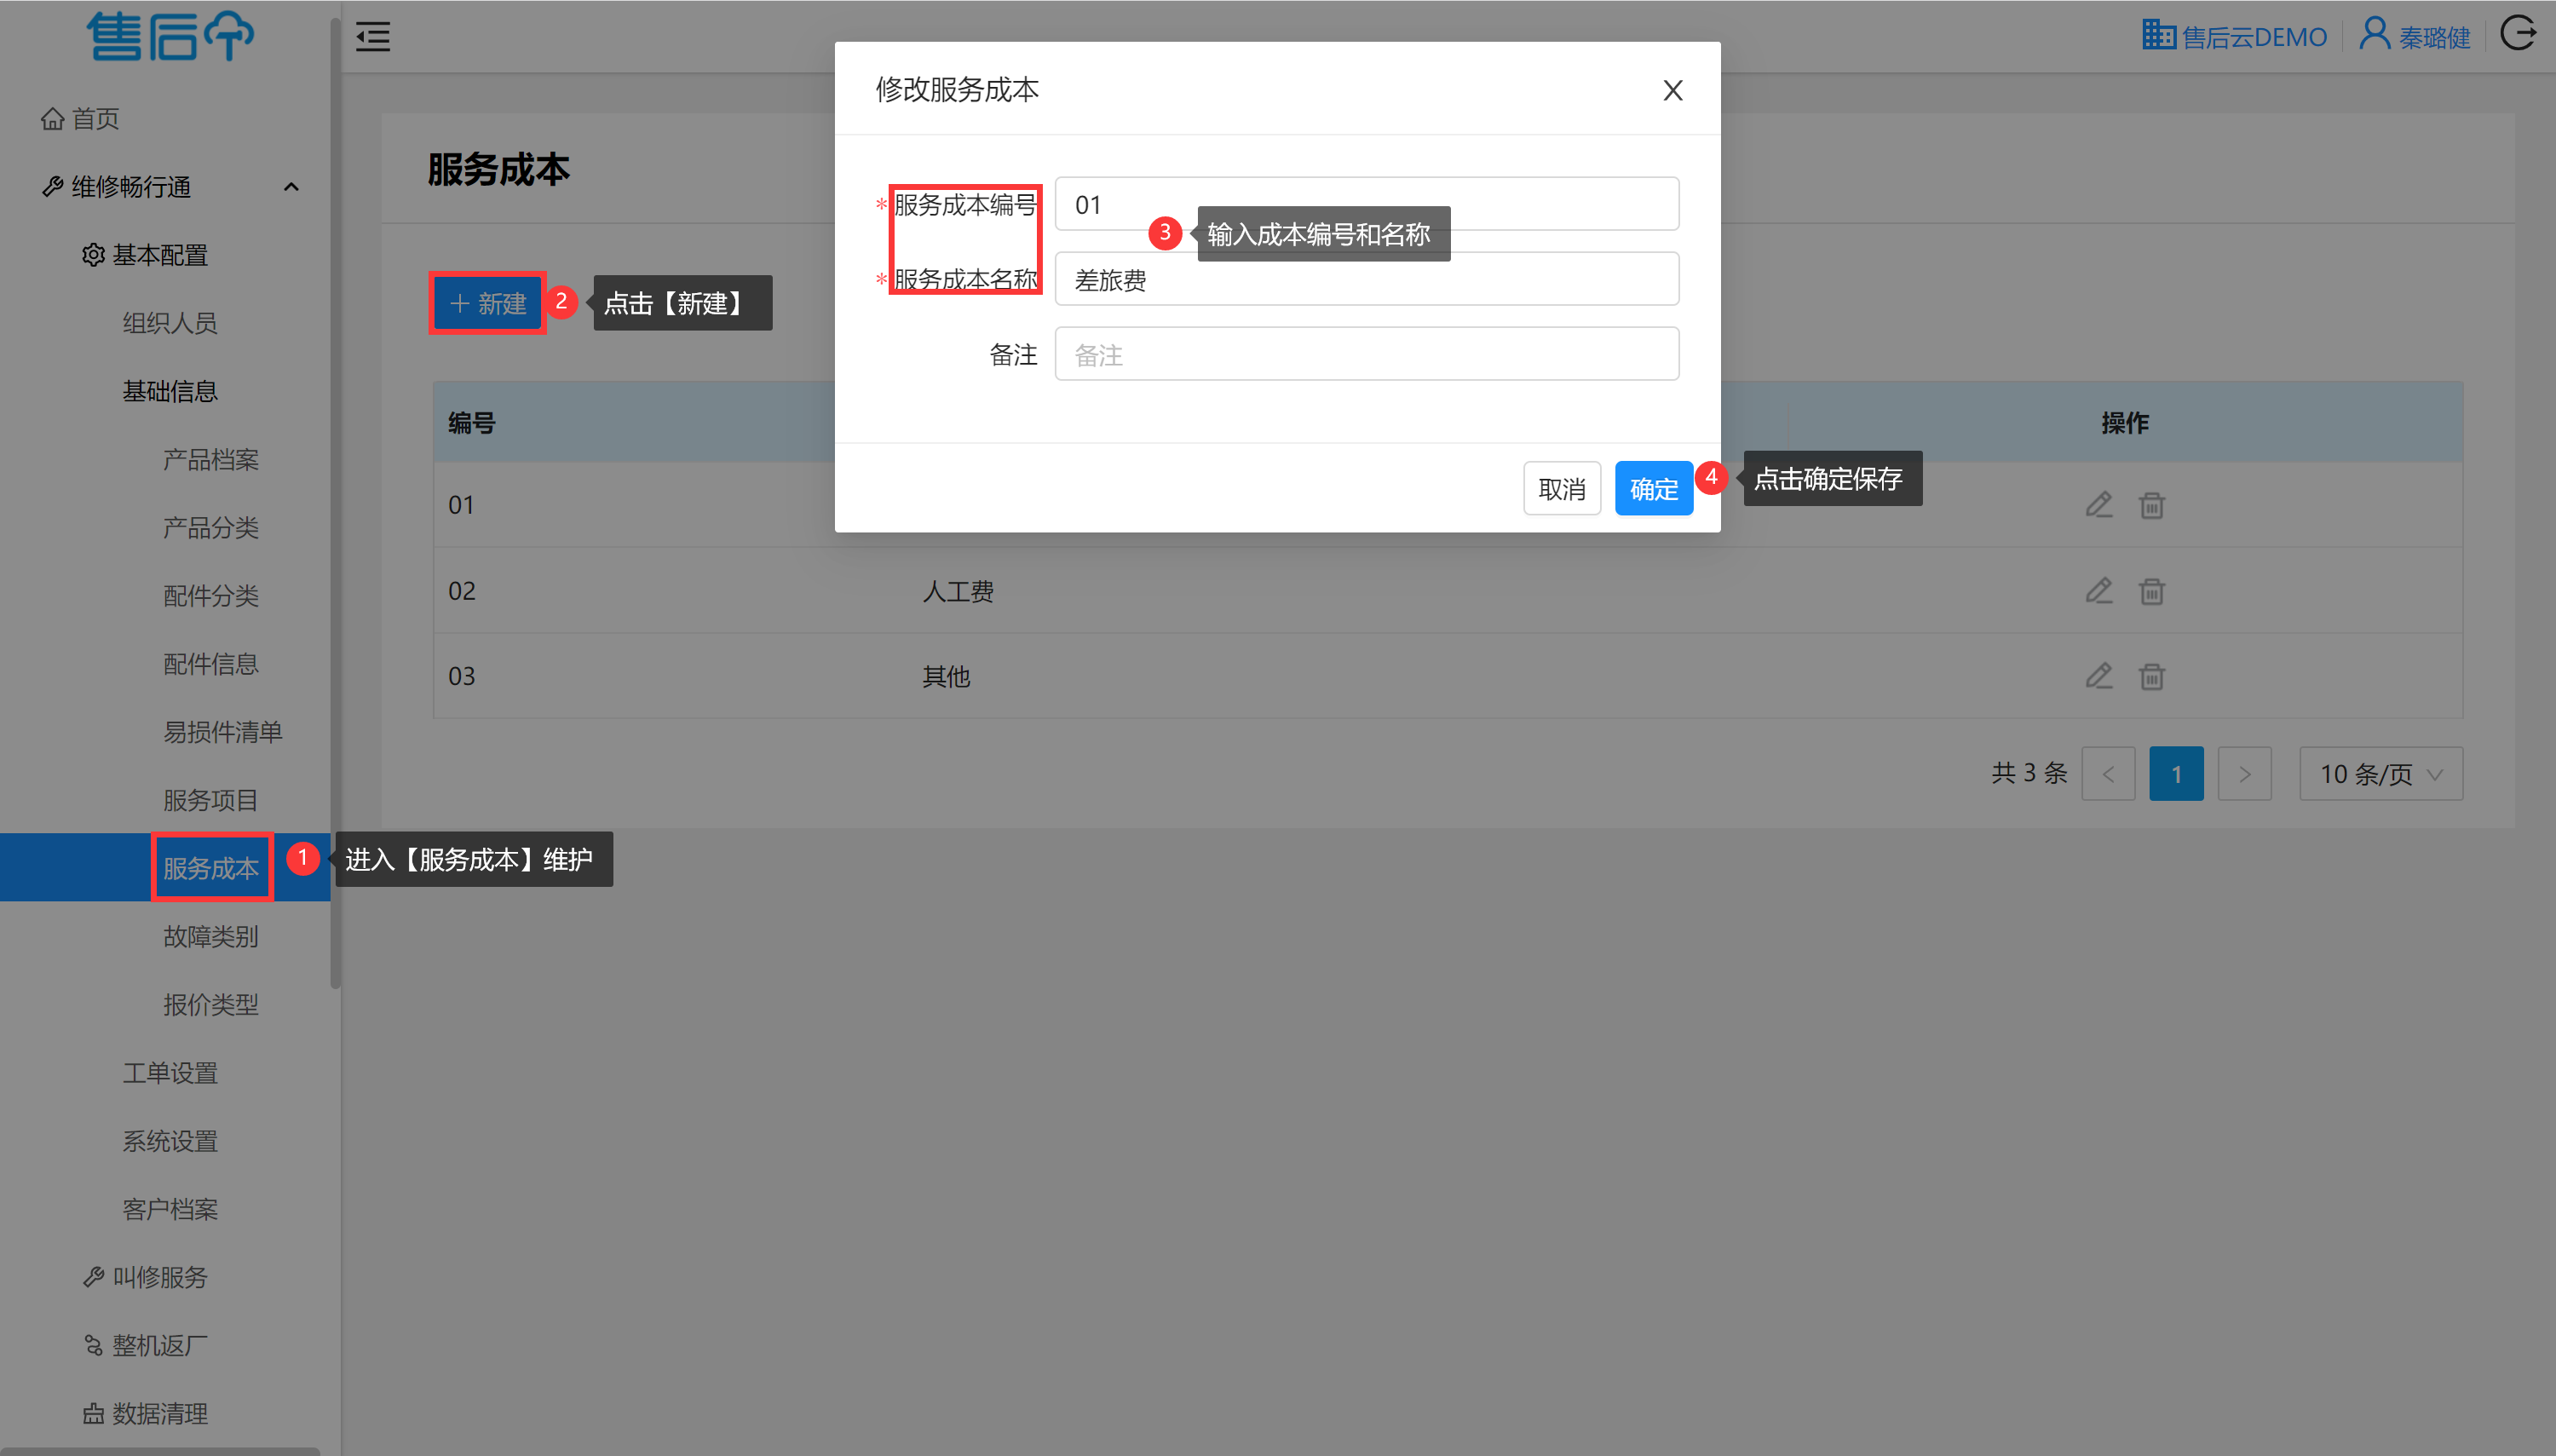 售后
售后云DEMO
秦璐健
首页
维修畅行通
基本配置
组织人员
基础信息
产品档案
产品分类
配件分类
配件信息
易损件清单
服务项目
服务成本
1
进入【服务成本】维护
故障类别
报价类型
工单设置
系统设置
客户档案
叫修服务
整机返厂
数据清理
服务成本
+ 新建
2
点击【新建】
编号
操作
01
02
人工费
03
其他
共 3 条
<
1
>
10 条/页
修改服务成本
X
*服务成本编号
01
3
输入成本编号和名称
*服务成本名称
差旅费
备注
备注
取消
确定
4
点击确定保存